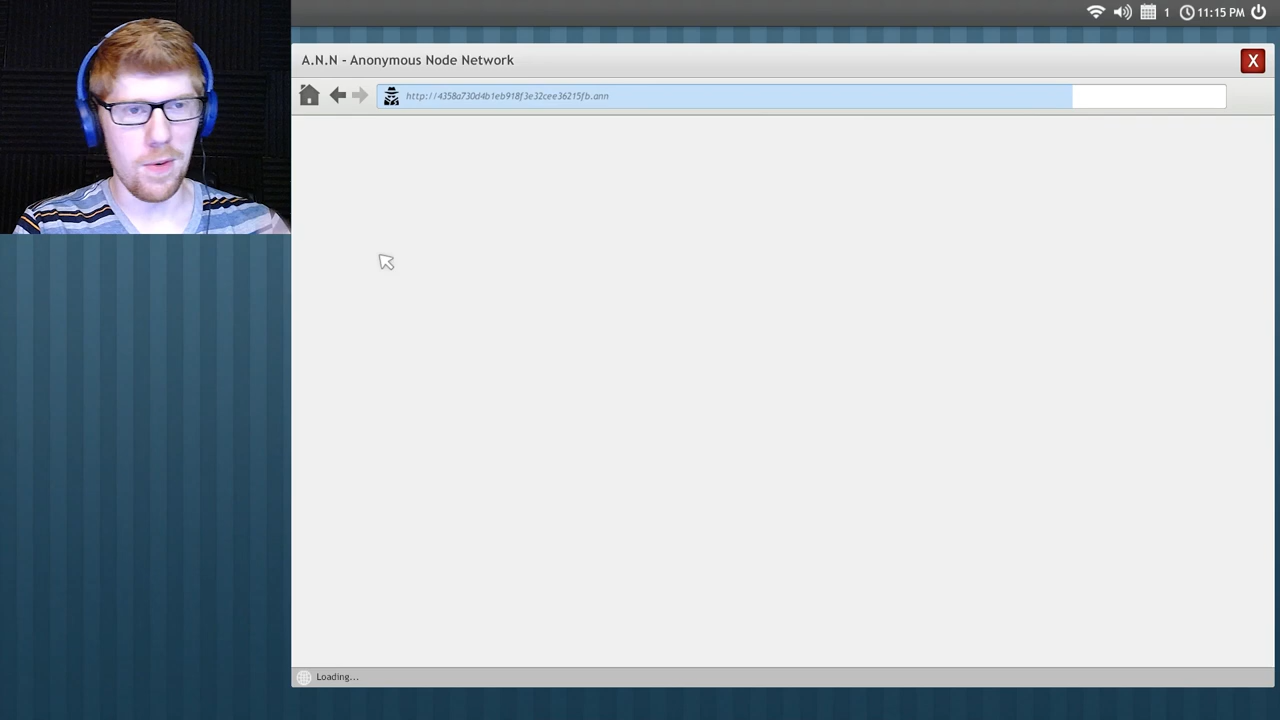 1 11:15 PM
A.N.N - Anonymous Node Network
X
http://4358a730d4b1eb918f3e32cee36215fb.ann
Loading...